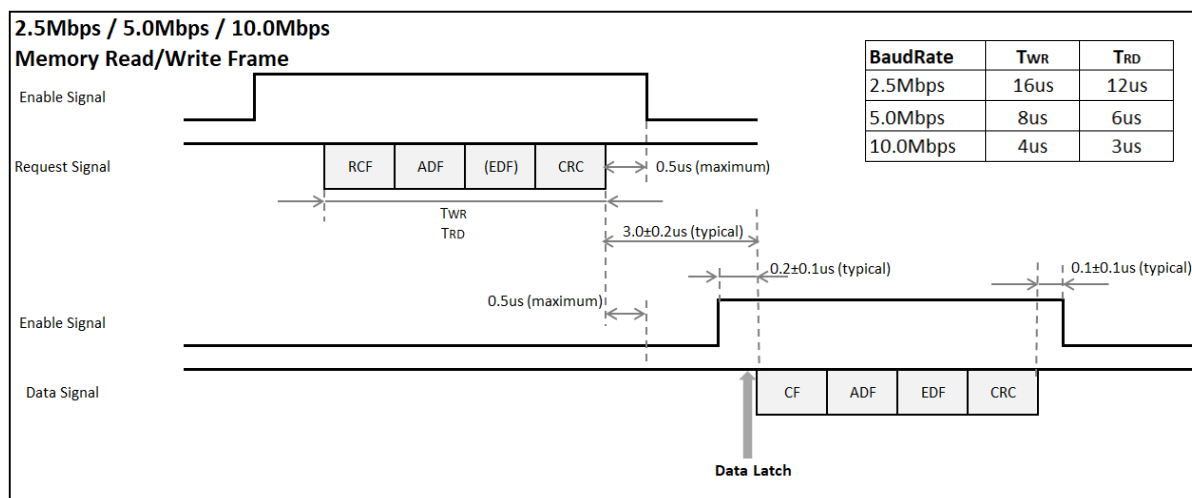 2.5Mbps / 5.0Mbps / 10.0Mbps
Memory Read/Write Frame
BaudRate TWR TRD
2.5Mbps 16us 12us
5.0Mbps 8us 6us
10.0Mbps 4us 3us
Enable Signal
Request Signal
RCF ADF (EDF) CRC
0.5us (maximum)
TWR
TRD
3.0±0.2us (typical)
0.2±0.1us (typical)
0.1±0.1us (typical)
0.5us (maximum)
Enable Signal
Data Signal
CF ADF EDF CRC
Data Latch